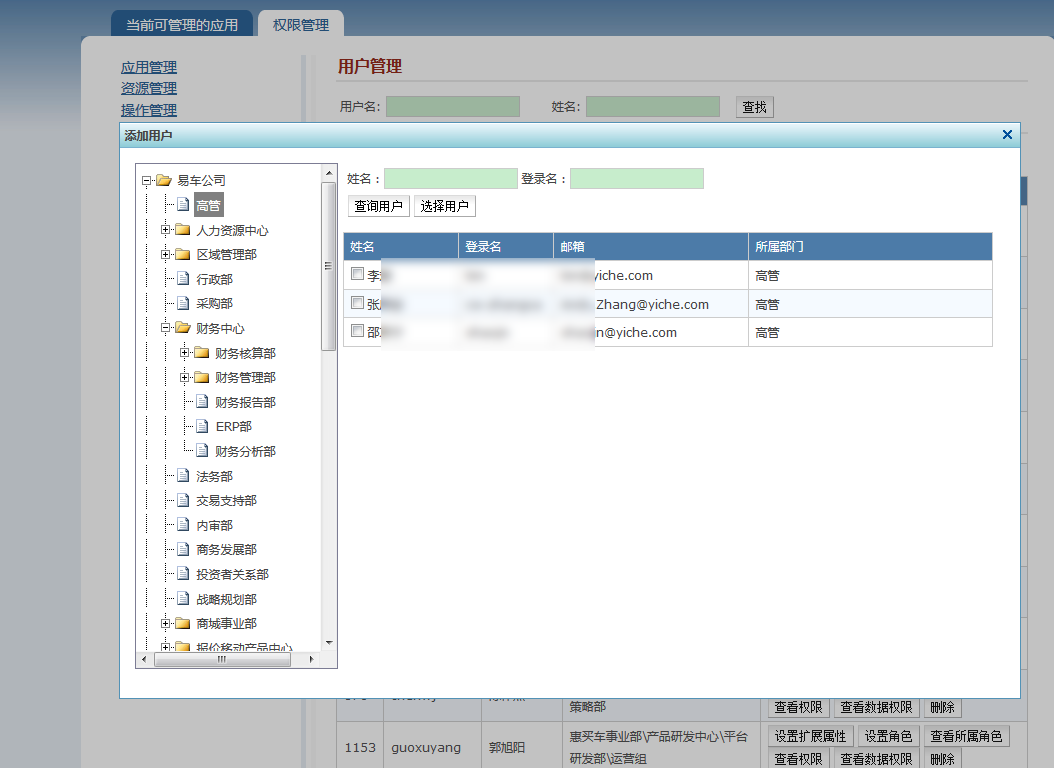 当前可管理的应用 权限管理
应用管理
资源管理
操作管理
用户管理
用户名: 姓名: 查找
添加用户
易车公司
高管
人力资源中心
区域管理部
行政部
采购部
财务中心
财务核算部
财务管理部
财务报告部
ERP部
财务分析部
法务部
交易支持部
内审部
商务发展部
投资者关系部
战略规划部
商城事业部
报价移动产品中心
姓名： 登录名：
查询用户 选择用户
姓名 登录名 邮箱 所属部门
李 yiche.com 高管
张 Zhang@yiche.com 高管
邵 n@yiche.com 高管
策略部 查看权限 查看数据权限 删除
1153 guoxuyang 郭旭阳 惠买车事业部\产品研发中心\平台研发部\运营组
设置扩展属性 设置角色 查看所属角色
查看权限 查看数据权限 删除